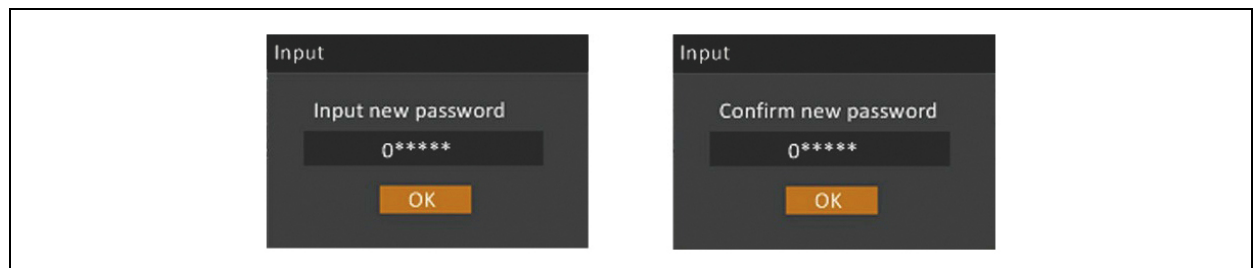 Input
Input new password
0*****
OK
Input
Confirm new password
0*****
OK